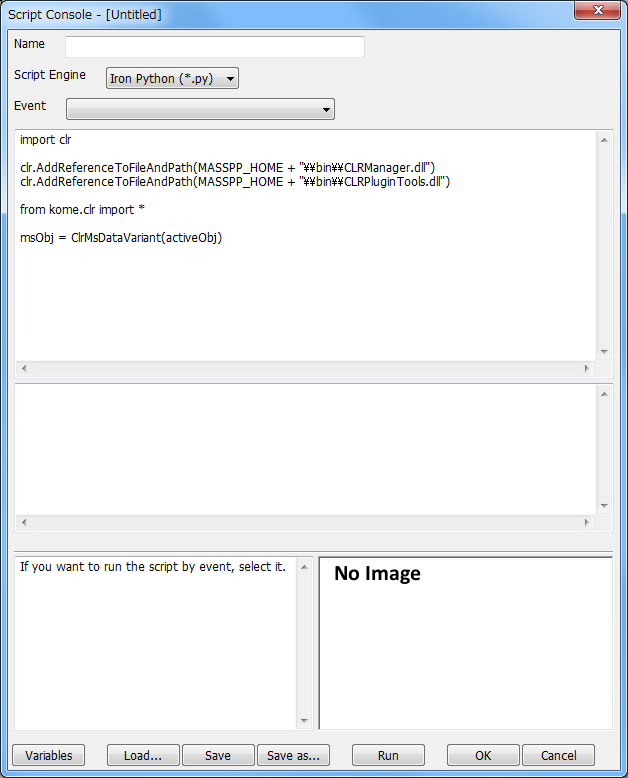 Script Console - [Untitled]
Name
Script Engine
Iron Python (*.py)
Event
import clr
clr.AddReferenceToFileAndPath(MASSPP_HOME + "¥¥bin¥¥CLRManager.dll")
clr.AddReferenceToFileAndPath(MASSPP_HOME + "¥¥bin¥¥CLRPluginTools.dll")
from kome.clr import *
msObj = ClrMsDataVariant(activeObj)
If you want to run the script by event, select it.
No Image
Variables
Load...
Save
Save as...
Run
OK
Cancel